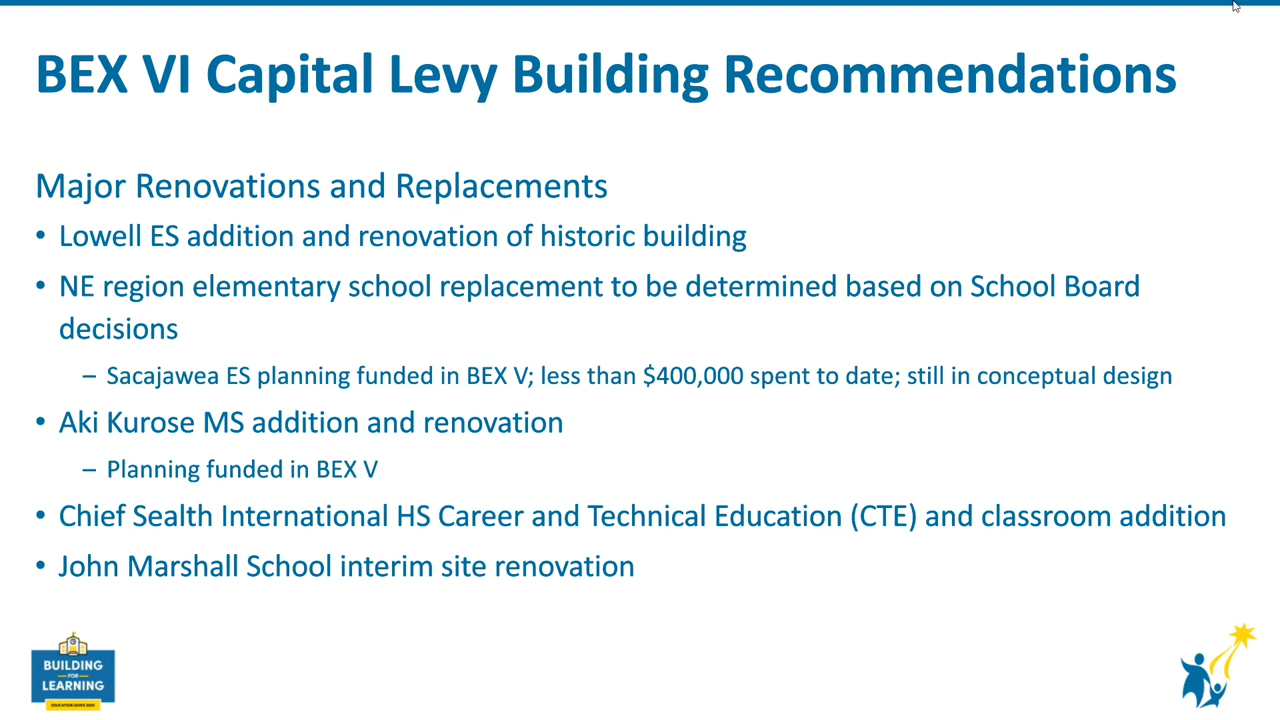 BEX VI Capital Levy Building Recommendations
Major Renovations and Replacements
• Lowell ES addition and renovation of historic building
• NE region elementary school replacement to be determined based on School Board
decisions
– Sacajawea ES planning funded in BEX V; less than $400,000 spent to date; still in conceptual design
• Aki Kurose MS addition and renovation
– Planning funded in BEX V
• Chief Sealth International HS Career and Technical Education (CTE) and classroom addition
• John Marshall School interim site renovation
BUILDING
FOR
LEARNING